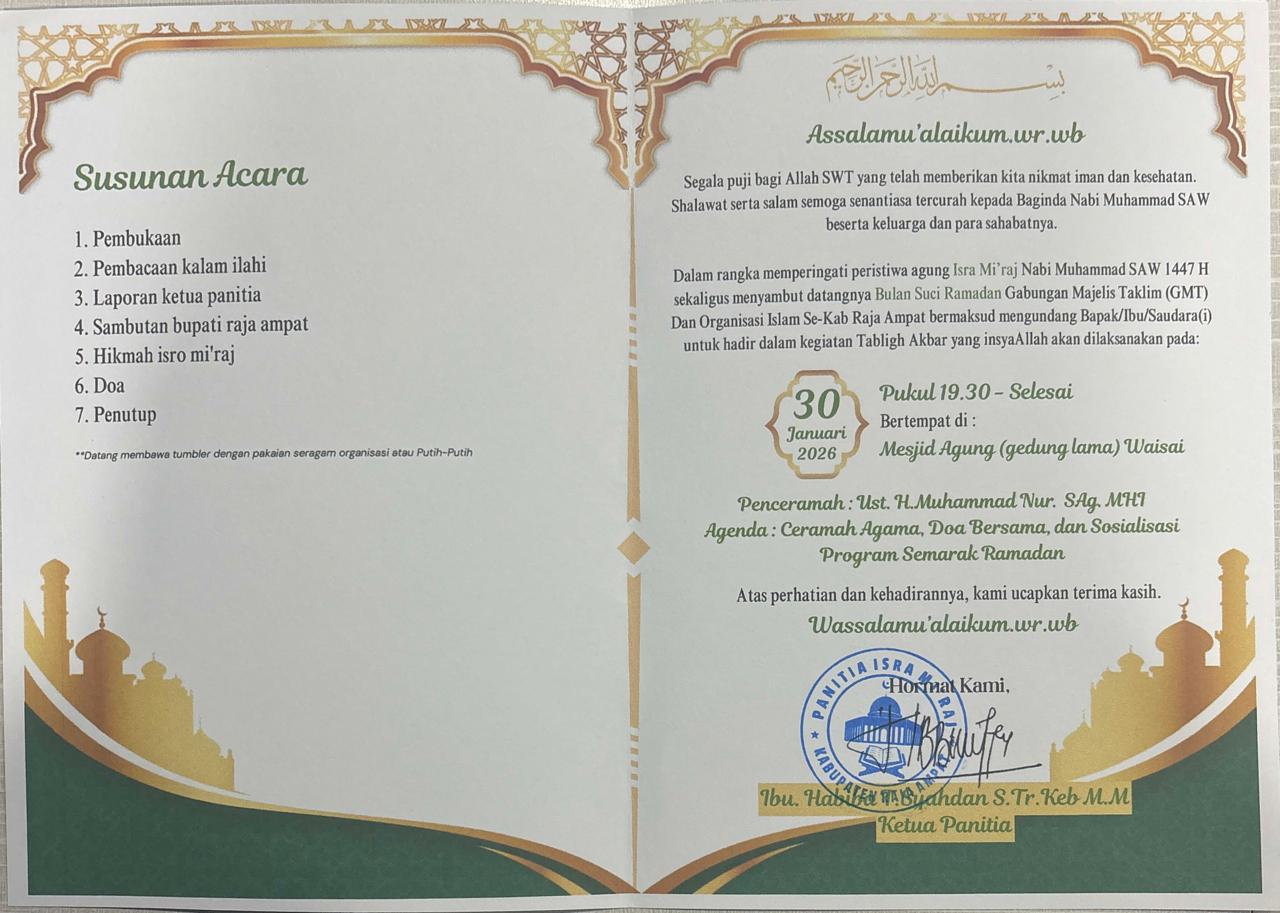 Susunan Acara
1. Pembukaan
2. Pembacaan kalam ilahi
3. Laporan ketua panitia
4. Sambutan bupati raja ampat
5. Hikmah isro mi'raj
6. Doa
7. Penutup
**Datang membawa tumbler dengan pakaian seragam organisasi atau Putih-Putih
بسم الله الرحمن الرحيم
Assalamu'alaikum.wr.wb
Segala puji bagi Allah SWT yang telah memberikan kita nikmat iman dan kesehatan.
Shalawat serta salam semoga senantiasa tercurah kepada Baginda Nabi Muhammad SAW
beserta keluarga dan para sahabatnya.
Dalam rangka memperingati peristiwa agung Isra Mi'raj Nabi Muhammad SAW 1447 H
sekaligus menyambut datangnya Bulan Suci Ramadan Gabungan Majelis Taklim (GMT)
Dan Organisasi Islam Se-Kab Raja Ampat bermaksud mengundang Bapak/Ibu/Saudara(i)
untuk hadir dalam kegiatan Tabligh Akbar yang insyaAllah akan dilaksanakan pada:
30
Januari
2026
Pukul 19.30 - Selesai
Bertempat di :
Mesjid Agung (gedung lama) Waisai
Penceramah : Ust. H.Muhammad Nur. SAg. MHI
Agenda : Ceramah Agama, Doa Bersama, dan Sosialisasi
Program Semarak Ramadan
Atas perhatian dan kehadirannya, kami ucapkan terima kasih.
Wassalamu'alaikum.wr.wb
Hormat Kami,
PANITIA ISRA MI'RAJ
KABUPATEN RAJA AMPAT
Ibu. Habiba Syahdan S.Tr.Keb M.M
Ketua Panitia